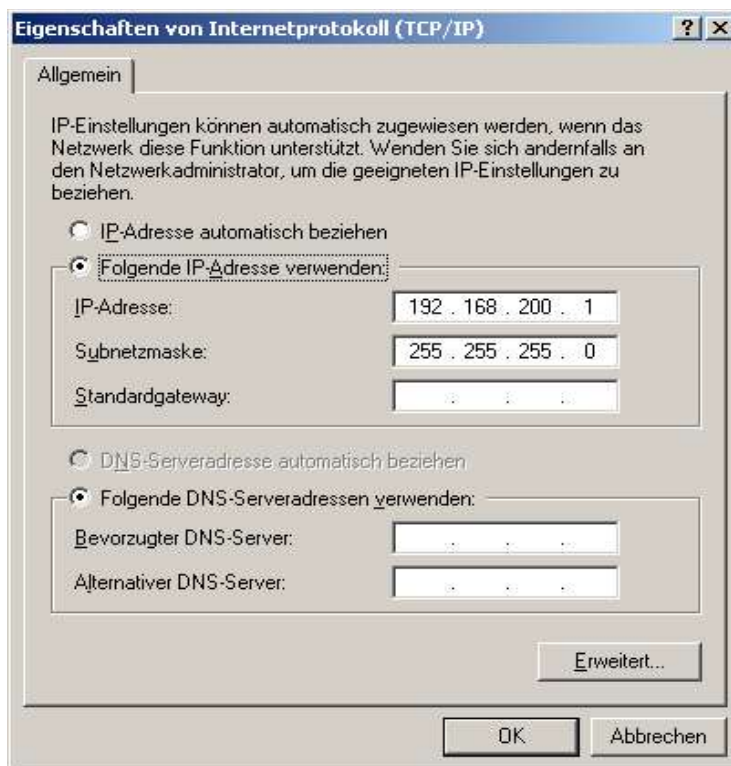 Eigenschaften von Internetprotokoll (TCP/IP)
Allgemein
IP-Einstellungen können automatisch zugewiesen werden, wenn das
Netzwerk diese Funktion unterstützt. Wenden Sie sich andernfalls an
den Netzwerkadministrator, um die geeigneten IP-Einstellungen zu
beziehen.
IP-Adresse automatisch beziehen
Folgende IP-Adresse verwenden:
IP-Adresse: 192 . 168 . 200 . 1
Subnetzmaske: 255 . 255 . 255 . 0
Standardgateway: . . .
DNS-Serveradresse automatisch beziehen
Folgende DNS-Serveradressen verwenden:
Bevorzugter DNS-Server: . . .
Alternativer DNS-Server: . . .
Erweitert...
OK Abbrechen